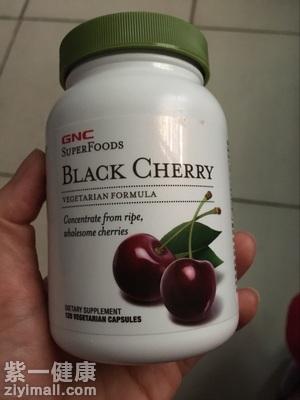 GNC
SUPERFOODS
BLACK CHERRY
VEGETARIAN FORMULA
Concentrate from ripe,
wholesome cherries
DIETARY SUPPLEMENT
120 VEGETARIAN CAPSULES
紫一健康
ziyimall.com